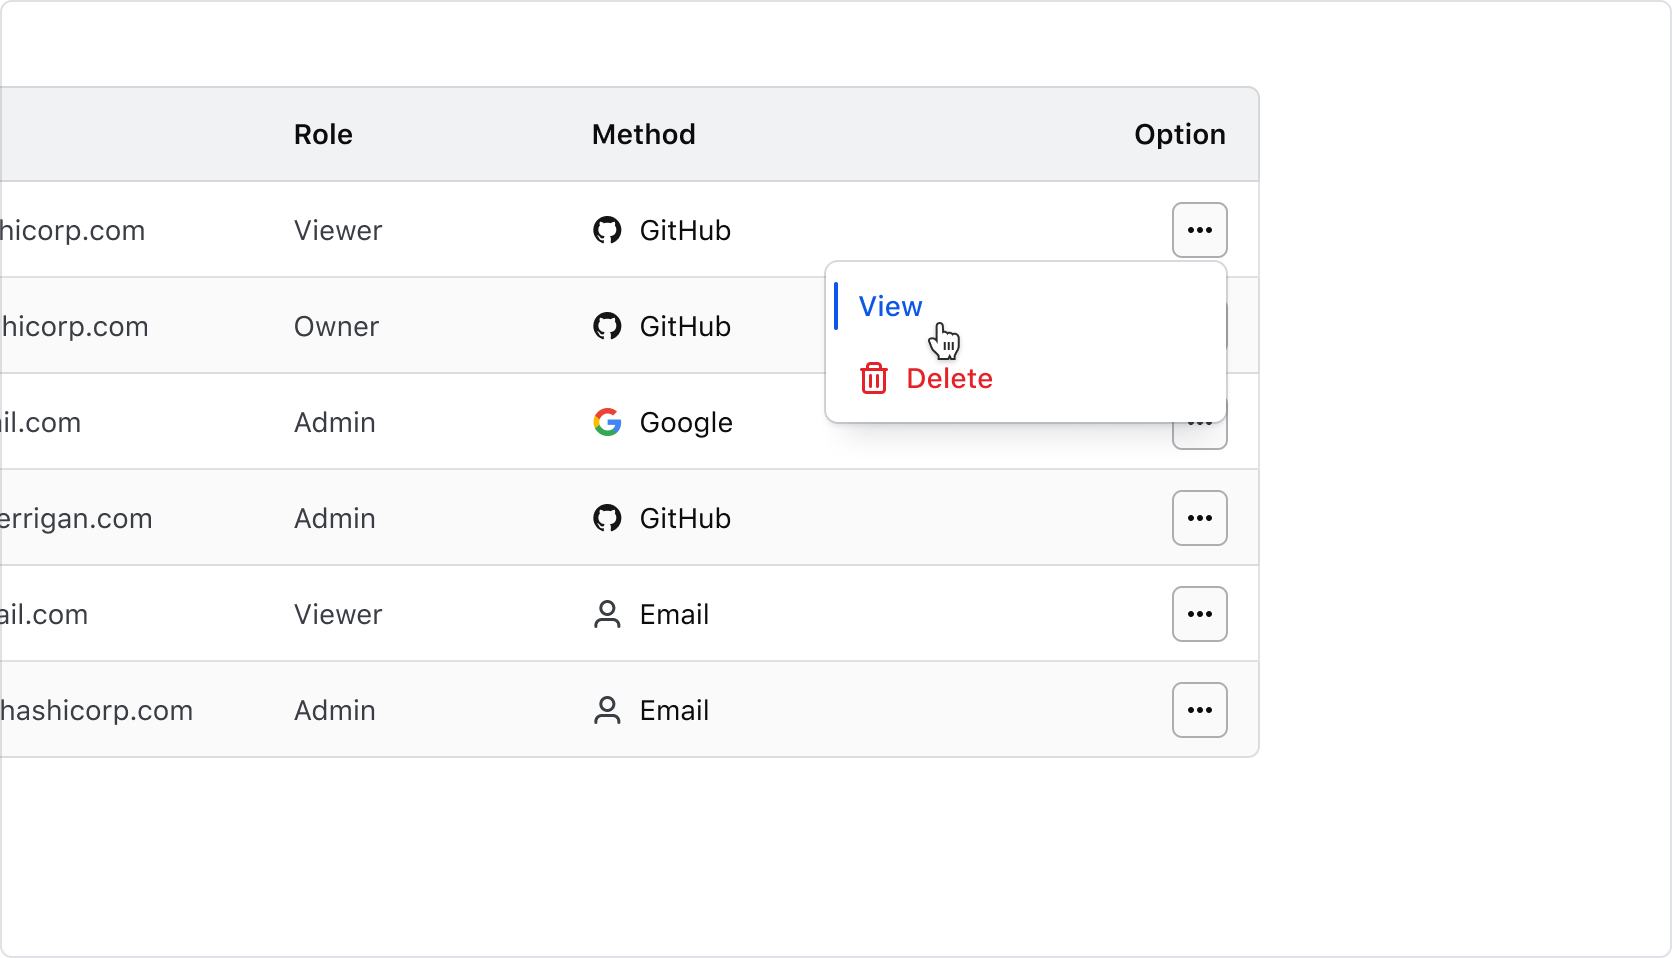 Role Method Option
hicorp.com Viewer GitHub
View
hicorp.com Owner GitHub
Delete
il.com Admin Google
errigan.com Admin GitHub
ail.com Viewer Email
hashicorp.com Admin Email